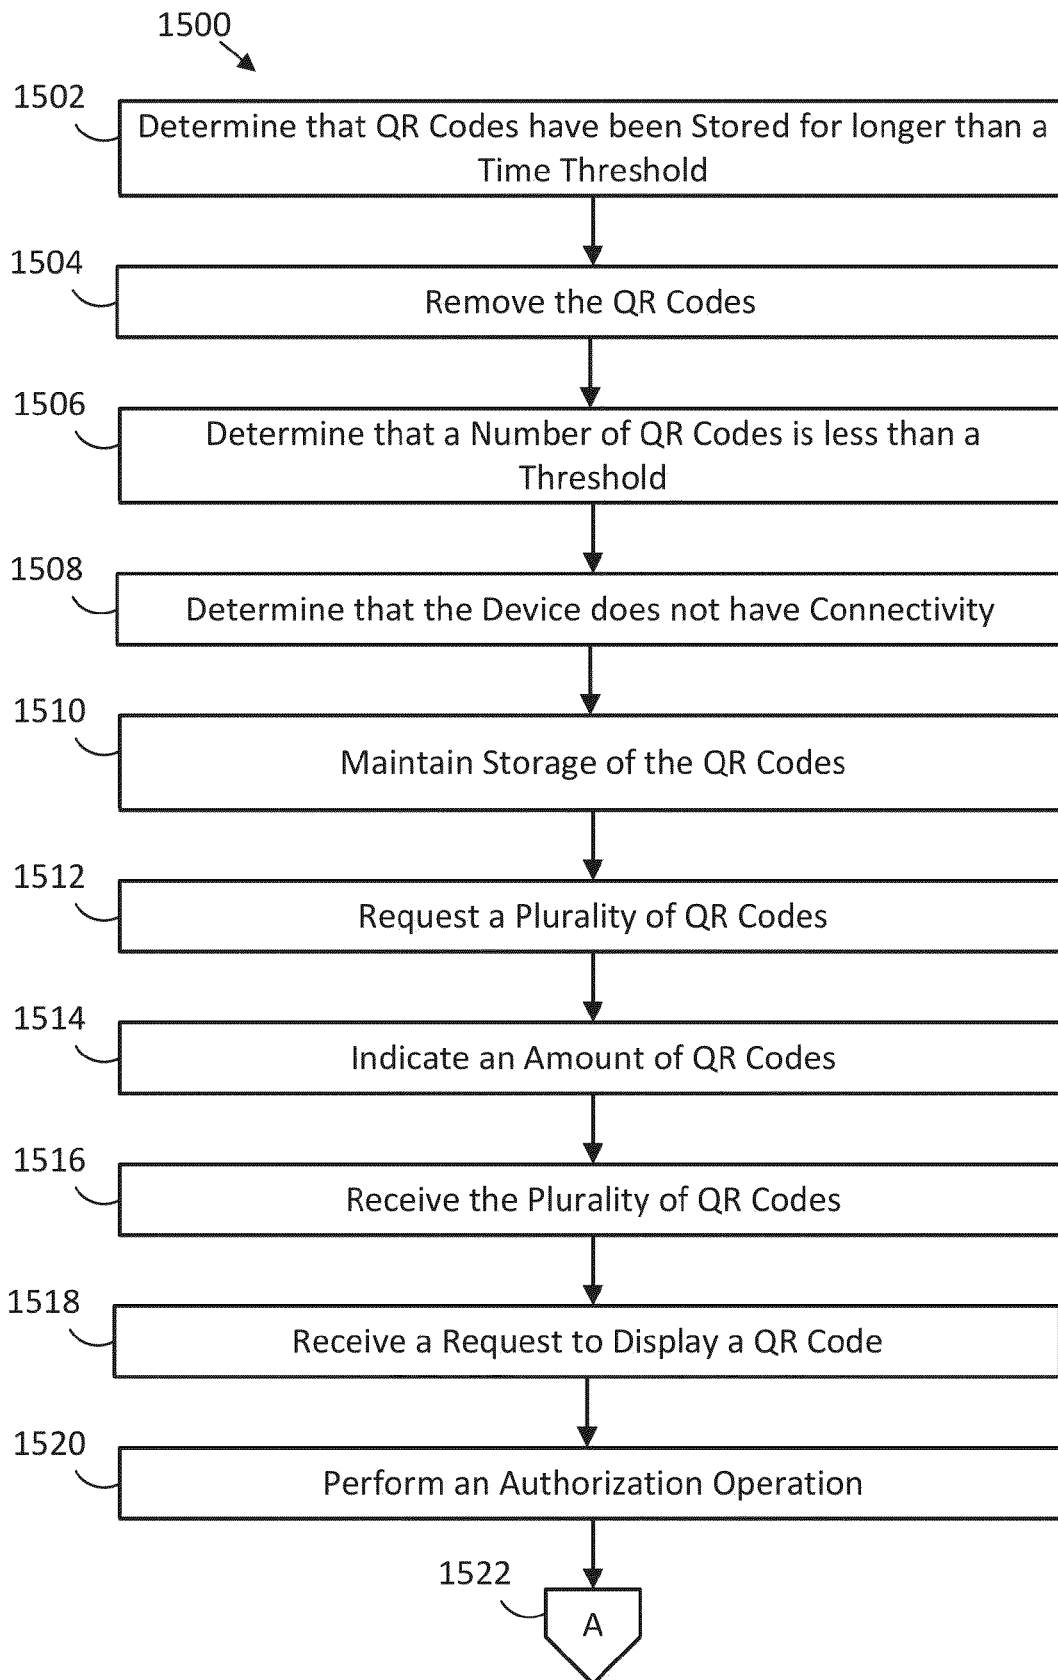 1500
1502
Determine that QR Codes have been Stored for longer than a
Time Threshold
1504
Remove the QR Codes
1506
Determine that a Number of QR Codes is less than a
Threshold
1508
Determine that the Device does not have Connectivity
1510
Maintain Storage of the QR Codes
1512
Request a Plurality of QR Codes
1514
Indicate an Amount of QR Codes
1516
Receive the Plurality of QR Codes
1518
Receive a Request to Display a QR Code
1520
Perform an Authorization Operation
1522
A